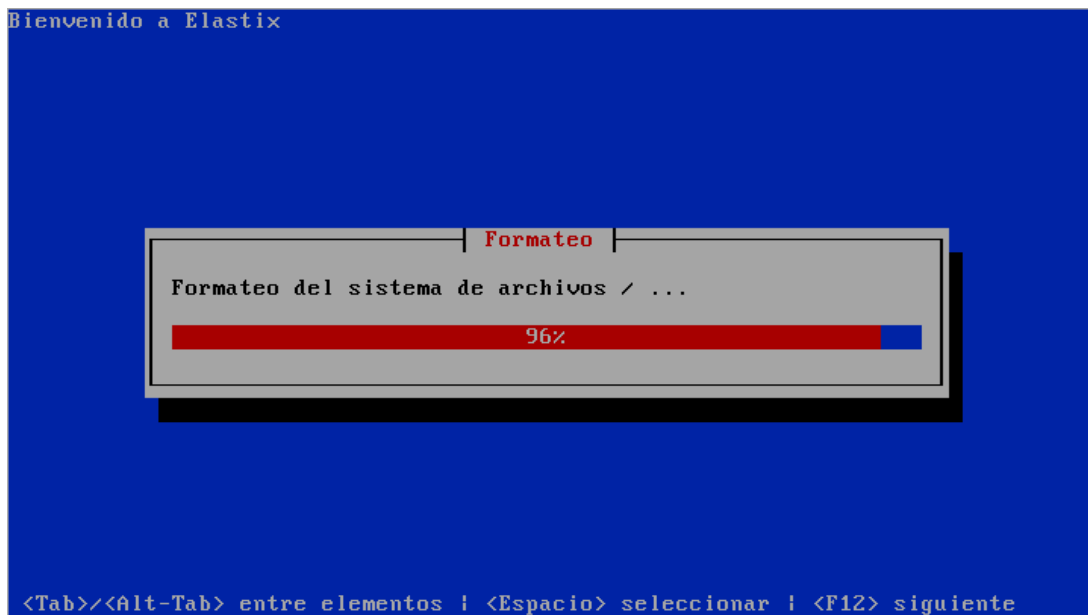 Bienvenido a Elastix
Formateo
Formateo del sistema de archivos / ...
96%
<Tab>/<Alt-Tab> entre elementos | <Espacio> seleccionar | <F12> siguiente